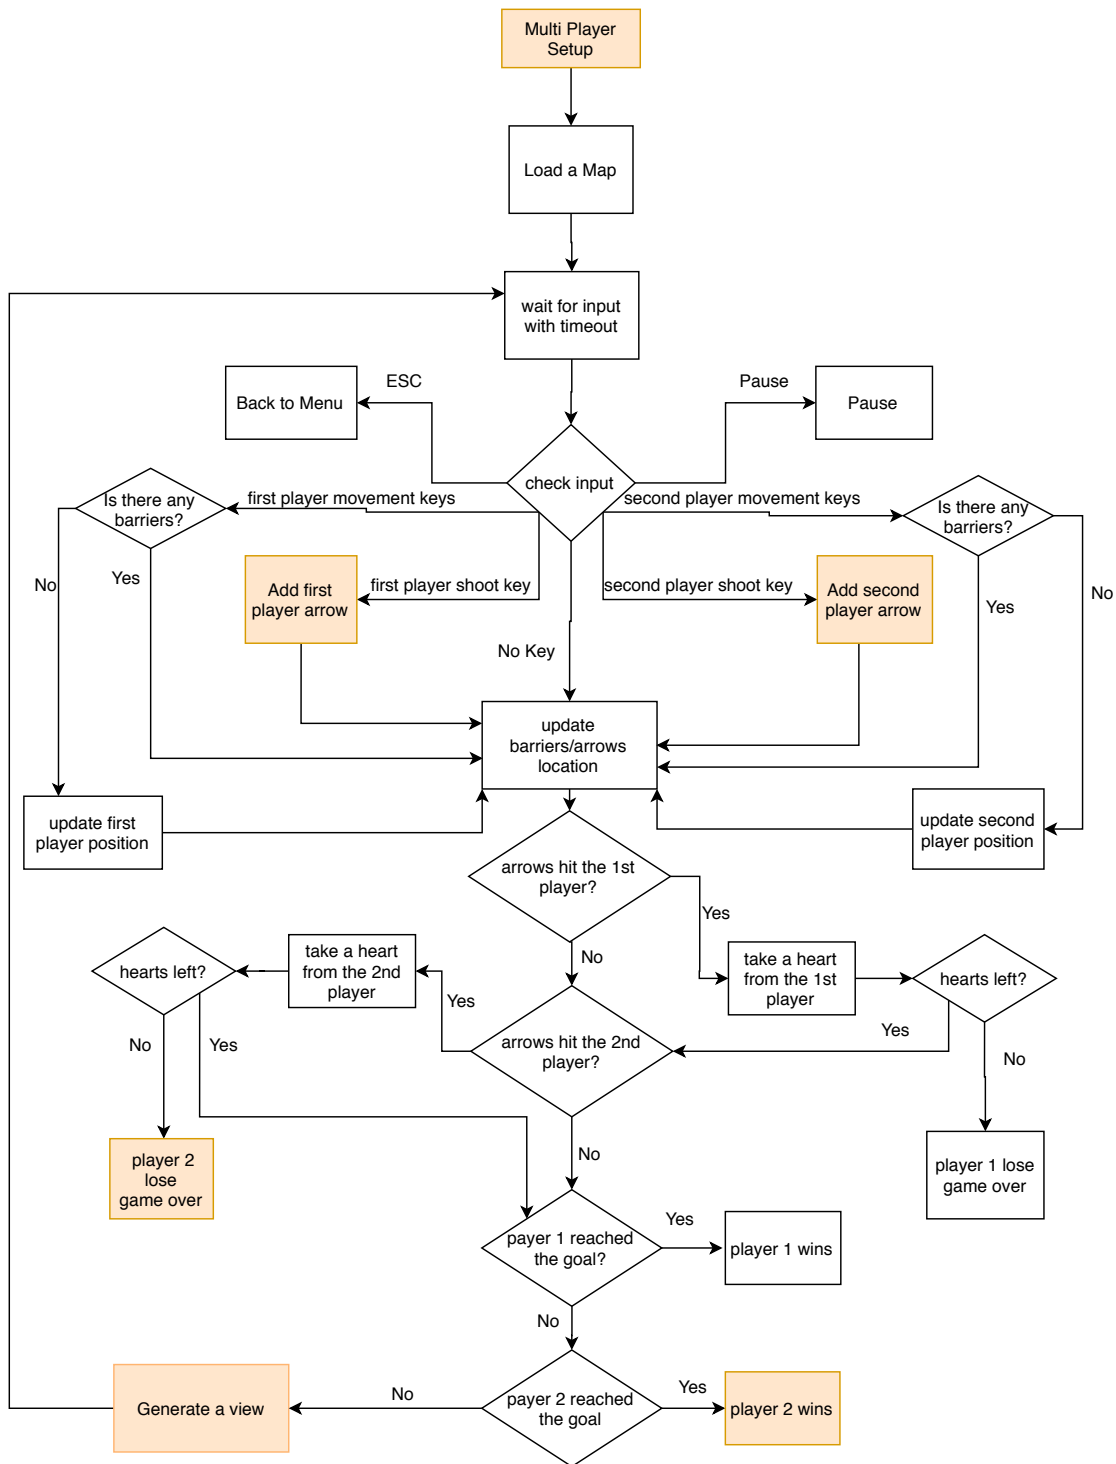 Multi Player
Setup
Load a Map
wait for input
with timeout
ESC
Pause
Back to Menu
Pause
check input
Is there any
barriers?
first player movement keys
second player movement keys
Is there any
barriers?
No
Yes
Add first
player arrow
first player shoot key
second player shoot key
Add second
player arrow
Yes
No
No Key
update
barriers/arrows
location
update first
player position
update second
player position
arrows hit the 1st
player?
Yes
No
hearts left?
take a heart
from the 2nd
player
take a heart
from the 1st
player
hearts left?
Yes
Yes
No
Yes
arrows hit the 2nd
player?
No
No
player 2
lose
game over
player 1 lose
game over
payer 1 reached
the goal?
Yes
player 1 wins
No
Generate a view
No
payer 2 reached
the goal
Yes
player 2 wins